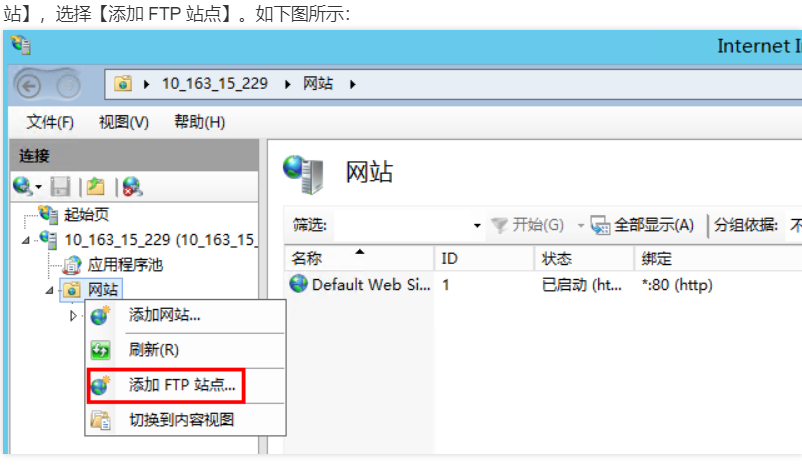 站】，选择【添加 FTP 站点】。如下图所示：
Internet I
10_163_15_229 网站
文件(F) 视图(V) 帮助(H)
连接
起始页
10_163_15_229 (10_163_15_
应用程序池
网站
添加网站...
刷新(R)
添加 FTP 站点...
切换到内容视图
网站
筛选: 开始(G) 全部显示(A) 分组依据: 不
名称 ID 状态 绑定
Default Web Si... 1 已启动 (ht... *:80 (http)